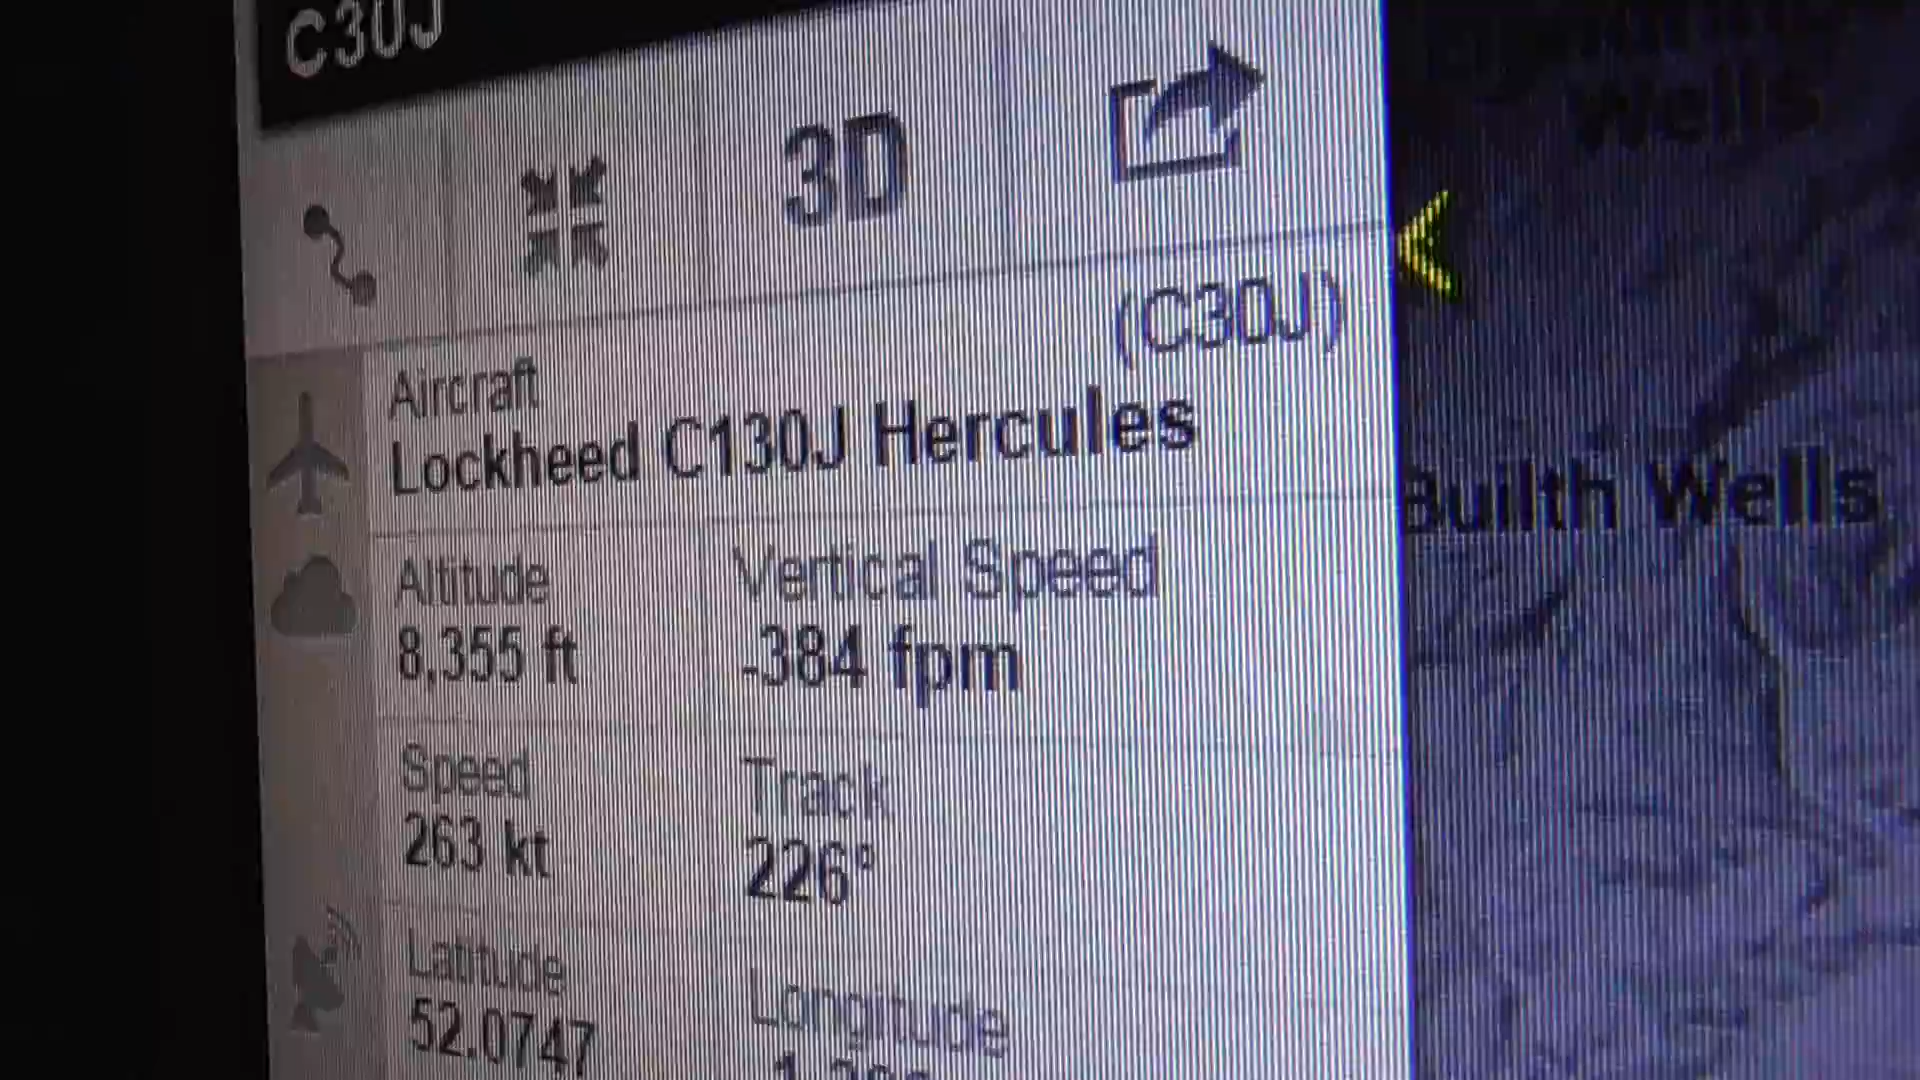 C30J
Wells
3D
(C30J)
Aircraft
Lockheed C130J Hercules
Builth Wells
Altitude
Vertical Speed
8,355 ft
-384 fpm
Speed
Track
263 kt
226°
Latitude
Longitude
52.0747